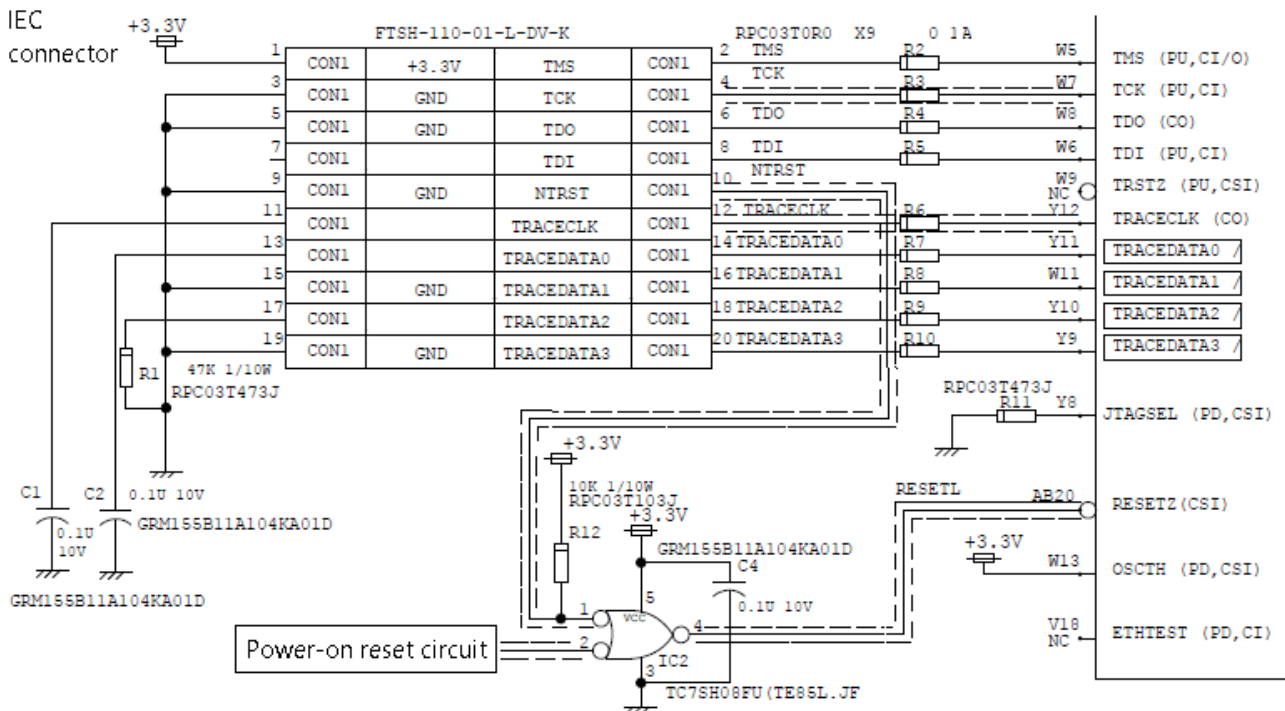 IEC
connector
+3.3V
FTSH-110-01-L-DV-K
RPC03T0R0 X9 0 1A
1 CON1 +3.3V TMS CON1 2 TMS R2 W5 TMS (PU,CI/O)
3 CON1 GND TCK CON1 4 TCK R3 W7 TCK (PU,CI)
5 CON1 GND TDO CON1 6 TDO R4 W8 TDO (CO)
7 CON1 TDI CON1 8 TDI R5 W6 TDI (PU,CI)
9 CON1 GND NTRST CON1 10 NTRST W9 NC TRSTZ (PU,CSI)
11 CON1 TRACECLK CON1 12 TRACECLK R6 Y12 TRACECLK (CO)
13 CON1 TRACEDATA0 CON1 14 TRACEDATA0 R7 Y11 TRACEDATA0 /
15 CON1 GND TRACEDATA1 CON1 16 TRACEDATA1 R8 W11 TRACEDATA1 /
17 CON1 TRACEDATA2 CON1 18 TRACEDATA2 R9 Y10 TRACEDATA2 /
19 CON1 GND TRACEDATA3 CON1 20 TRACEDATA3 R10 Y9 TRACEDATA3 /
R1 47K 1/10W
RPC03T473J
RPC03T473J
R11 Y8 JTAGSEL (PD,CSI)
+3.3V
C1 C2 0.1U 10V
GRM155B11A104KA01D
0.1U
10V
GRM155B11A104KA01D
10K 1/10W
RPC03T103J
R12
+3.3V
GRM155B11A104KA01D
C4
0.1U 10V
RESETL AB20 RESETZ(CSI)
+3.3V
W13 OSCTH (PD,CSI)
V18
NC ETHTEST (PD,CI)
1 VCC 5
2 4
3 IC2
Power-on reset circuit
TC7SH08FU(TE85L.JF